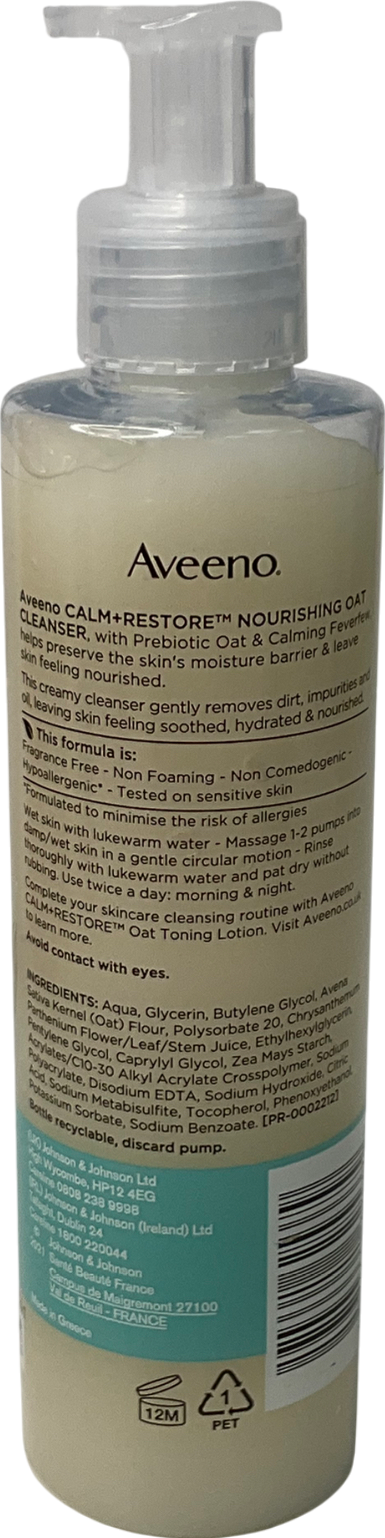 Aveeno.
Aveeno CALM+RESTORE™ NOURISHING OAT
CLEANSER, with Prebiotic Oat & Calming Feverfew,
helps preserve the skin's moisture barrier & leave
skin feeling nourished.
This creamy cleanser gently removes dirt, impurities and
oil, leaving skin feeling soothed, hydrated & nourished.
This formula is:
Fragrance Free - Non Foaming - Non Comedogenic -
Hypoallergenic* - Tested on sensitive skin
*Formulated to minimise the risk of allergies
Wet skin with lukewarm water - Massage 1-2 pumps into
damp/wet skin in a gentle circular motion - Rinse
thoroughly with lukewarm water and pat dry without
rubbing. Use twice a day: morning & night.
Complete your skincare cleansing routine with Aveeno
CALM+RESTORE™ Oat Toning Lotion. Visit Aveeno.co.uk
to learn more.
Avoid contact with eyes.
INGREDIENTS: Aqua, Glycerin, Butylene Glycol, Avena
Sativa Kernel (Oat) Flour, Polysorbate 20, Chrysanthemum
Parthenium Flower/Leaf/Stem Juice, Ethylhexylglycerin,
Pentylene Glycol, Caprylyl Glycol, Zea Mays Starch,
Acrylates/C10-30 Alkyl Acrylate Crosspolymer, Sodium
Polyacrylate, Disodium EDTA, Sodium Hydroxide, Citric
Acid, Sodium Metabisulfite, Tocopherol, Phenoxyethanol,
Potassium Sorbate, Sodium Benzoate. [PR-0002212]
Bottle recyclable, discard pump.
(UK) Johnson & Johnson Ltd
High Wycombe, HP12 4EG
Careline 0808 238 9998
(IRL) Johnson & Johnson (Ireland) Ltd
Tallaght, Dublin 24
Careline 1800 220044
© Johnson & Johnson
2021 Santé Beauté France
Campus de Maigremont 27100
Val de Reuil - FRANCE
Made in Greece
12M
1
PET